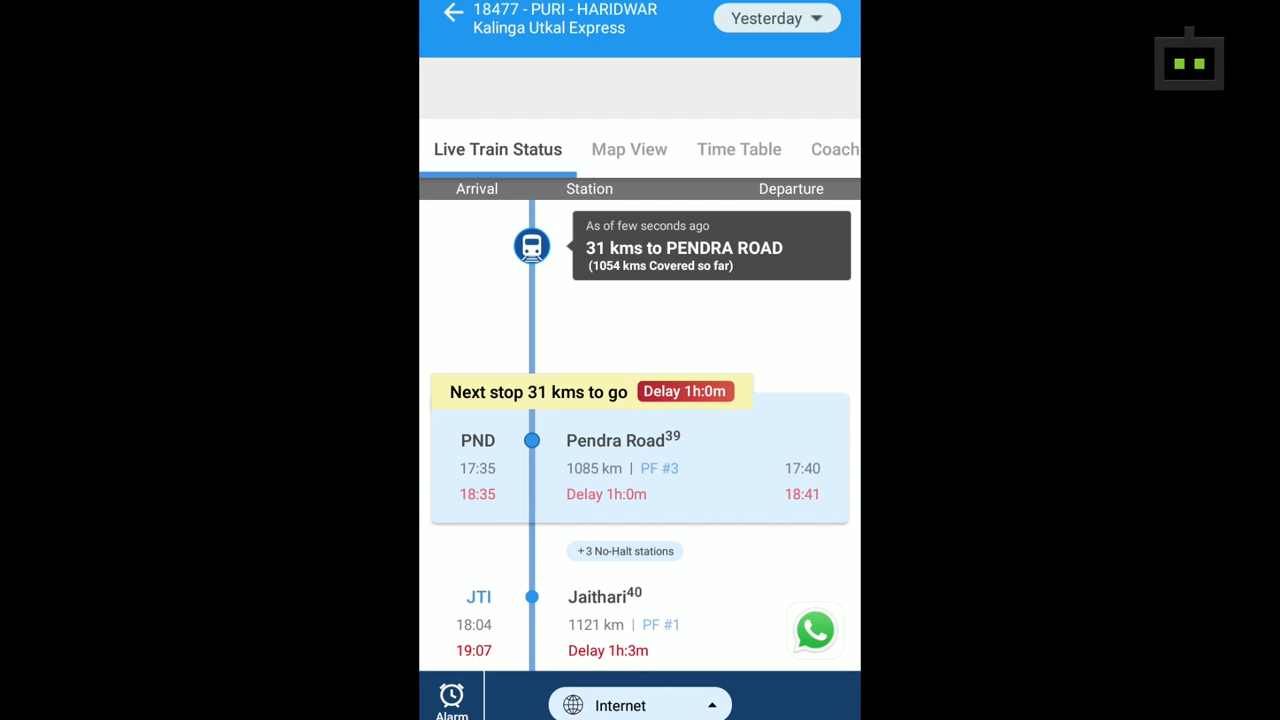 18477 - PURI - HARIDWAR
Kalinga Utkal Express
Yesterday
Live Train Status Map View Time Table Coach
Arrival Station Departure
As of few seconds ago
31 kms to PENDRA ROAD
(1054 kms Covered so far)
Next stop 31 kms to go Delay 1h:0m
PND Pendra Road39
17:35 1085 km | PF #3 17:40
18:35 Delay 1h:0m 18:41
+3 No-Halt stations
JTI Jaithari40
18:04 1121 km | PF #1
19:07 Delay 1h:3m
Alarm
Internet